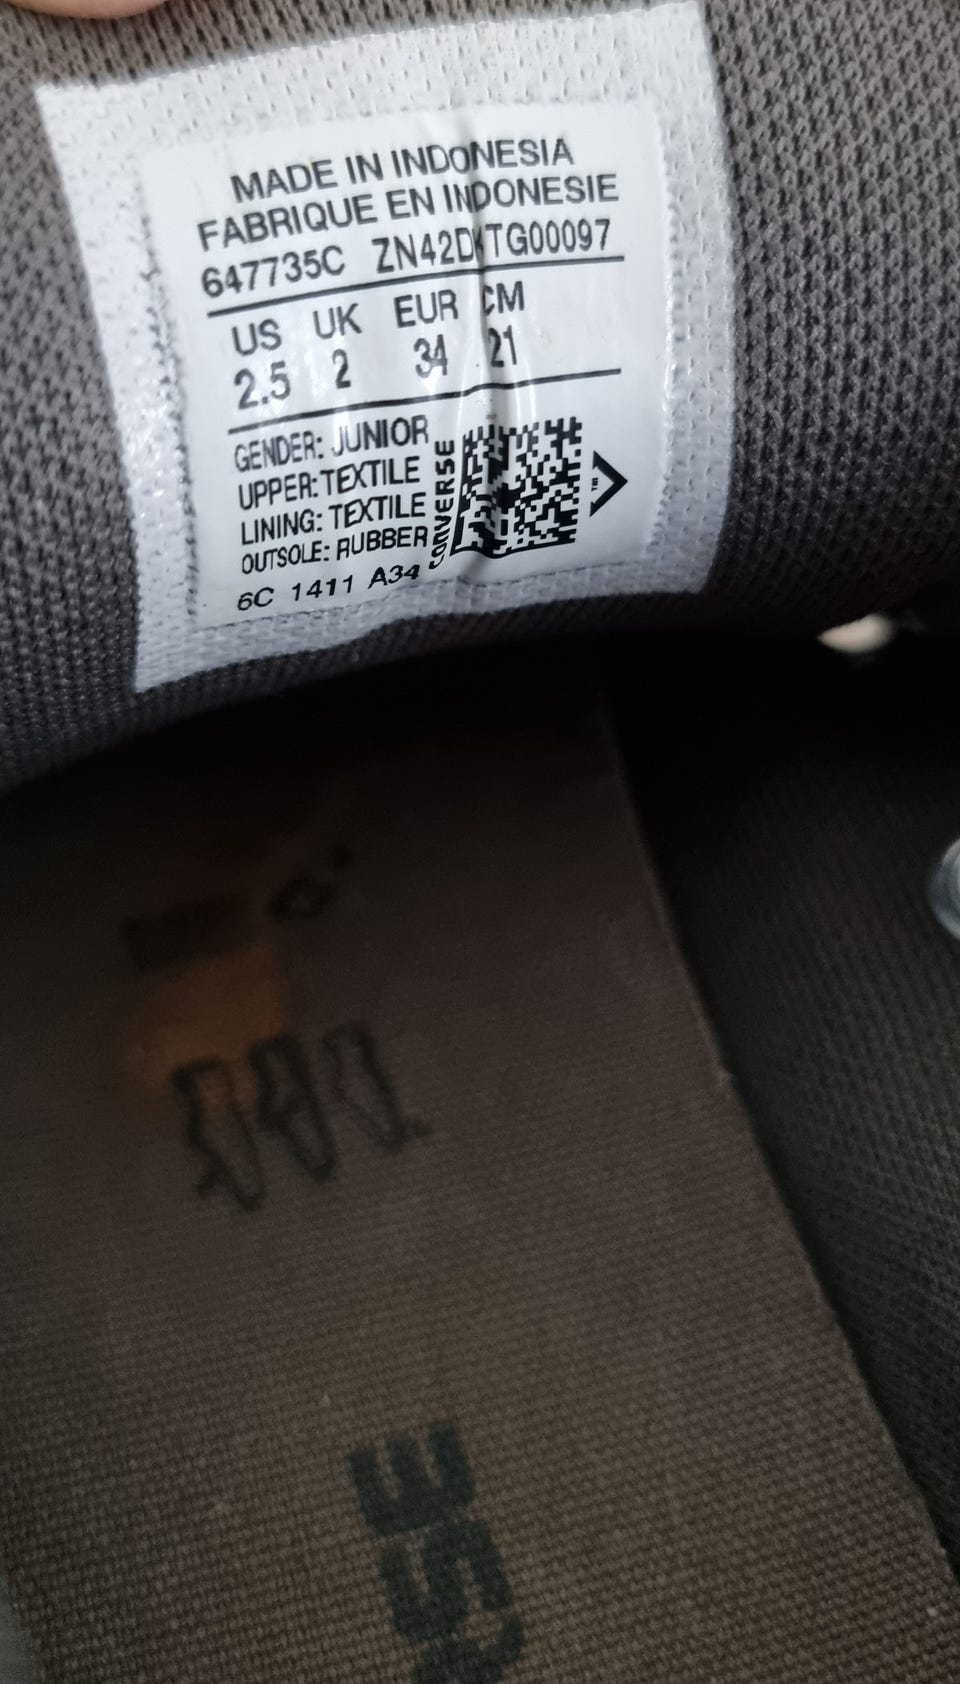 MADE IN INDONESIA
FABRIQUE EN INDONESIE
647735C ZN42DKTG00097
US UK EUR CM
2.5 2 34 21
GENDER: JUNIOR
UPPER: TEXTILE
LINING: TEXTILE
OUTSOLE: RUBBER
6C 1411 A34
CONVERSE
TM